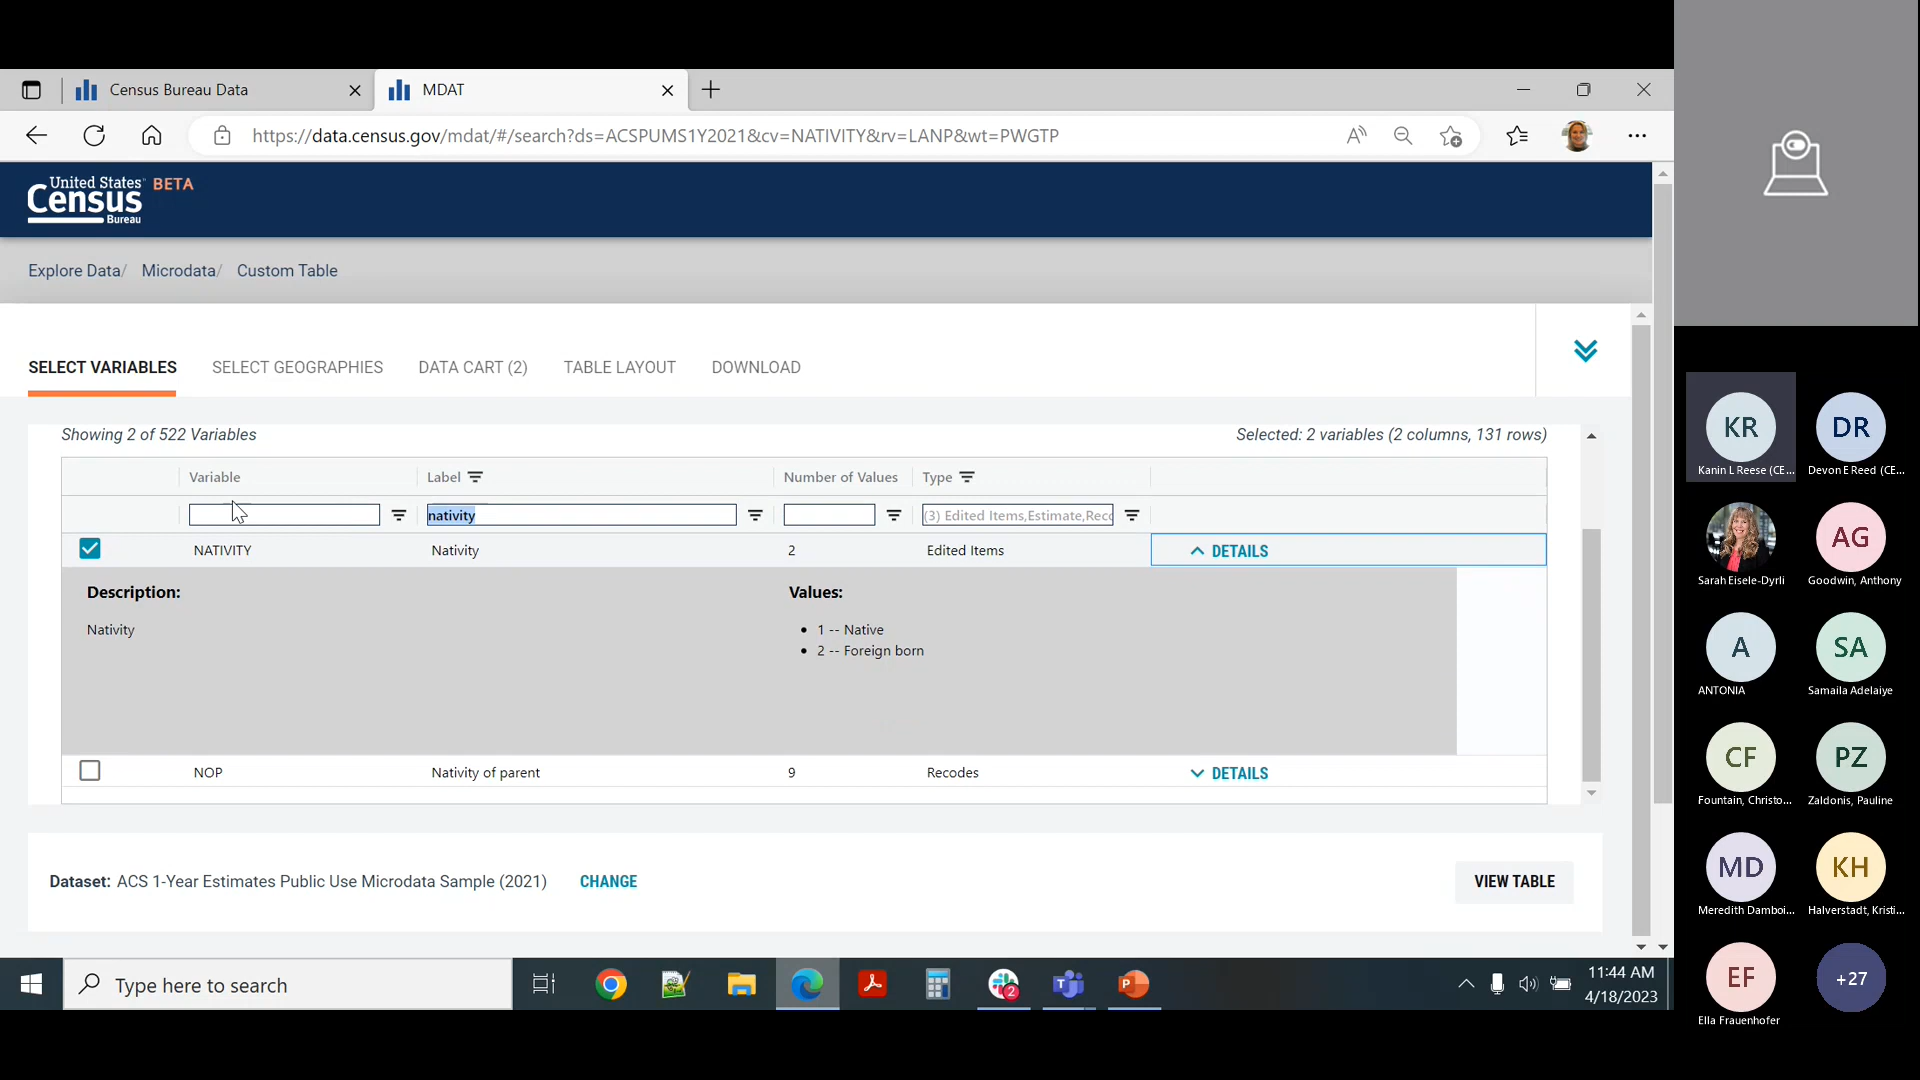 Census Bureau Data
MDAT
https://data.census.gov/mdat/#/search?ds=ACSPUMS1Y2021&cv=NATIVITY&rv=LANP&wt=PWGTP
United States
Census
Bureau
BETA
Explore Data/ Microdata/ Custom Table
SELECT VARIABLES SELECT GEOGRAPHIES DATA CART (2) TABLE LAYOUT DOWNLOAD
Showing 2 of 522 Variables
Selected: 2 variables (2 columns, 131 rows)
Variable Label Number of Values Type
nativity (3) Edited Items,Estimate,Recc
NATIVITY Nativity 2 Edited Items DETAILS
Description: Values:
Nativity 1 -- Native
2 -- Foreign born
NOP Nativity of parent 9 Recodes DETAILS
Dataset: ACS 1-Year Estimates Public Use Microdata Sample (2021) CHANGE
VIEW TABLE
Type here to search
2
11:44 AM
4/18/2023
KR DR
Kanin L Reese (CE... Devon E Reed (CE...
AG
Sarah Eisele-Dyrli Goodwin, Anthony
A SA
ANTONIA Samaila Adelaiye
CF PZ
Fountain, Christo... Zaldonis, Pauline
MD KH
Meredith Damboi... Halverstadt, Kristi...
EF +27
Ella Frauenhofer